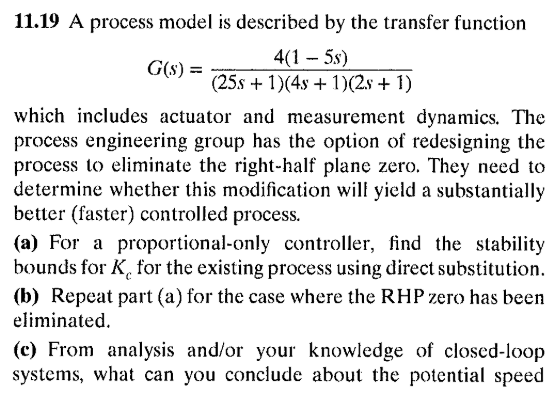 11.19 A process model is described by the transfer function
G(s) = 4(1 − 5s) / (25s + 1)(4s + 1)(2s + 1)
which includes actuator and measurement dynamics. The
process engineering group has the option of redesigning the
process to eliminate the right-half plane zero. They need to
determine whether this modification will yield a substantially
better (faster) controlled process.
(a) For a proportional-only controller, find the stability
bounds for K_c for the existing process using direct substitution.
(b) Repeat part (a) for the case where the RHP zero has been
eliminated.
(c) From analysis and/or your knowledge of closed-loop
systems, what can you conclude about the potential speed